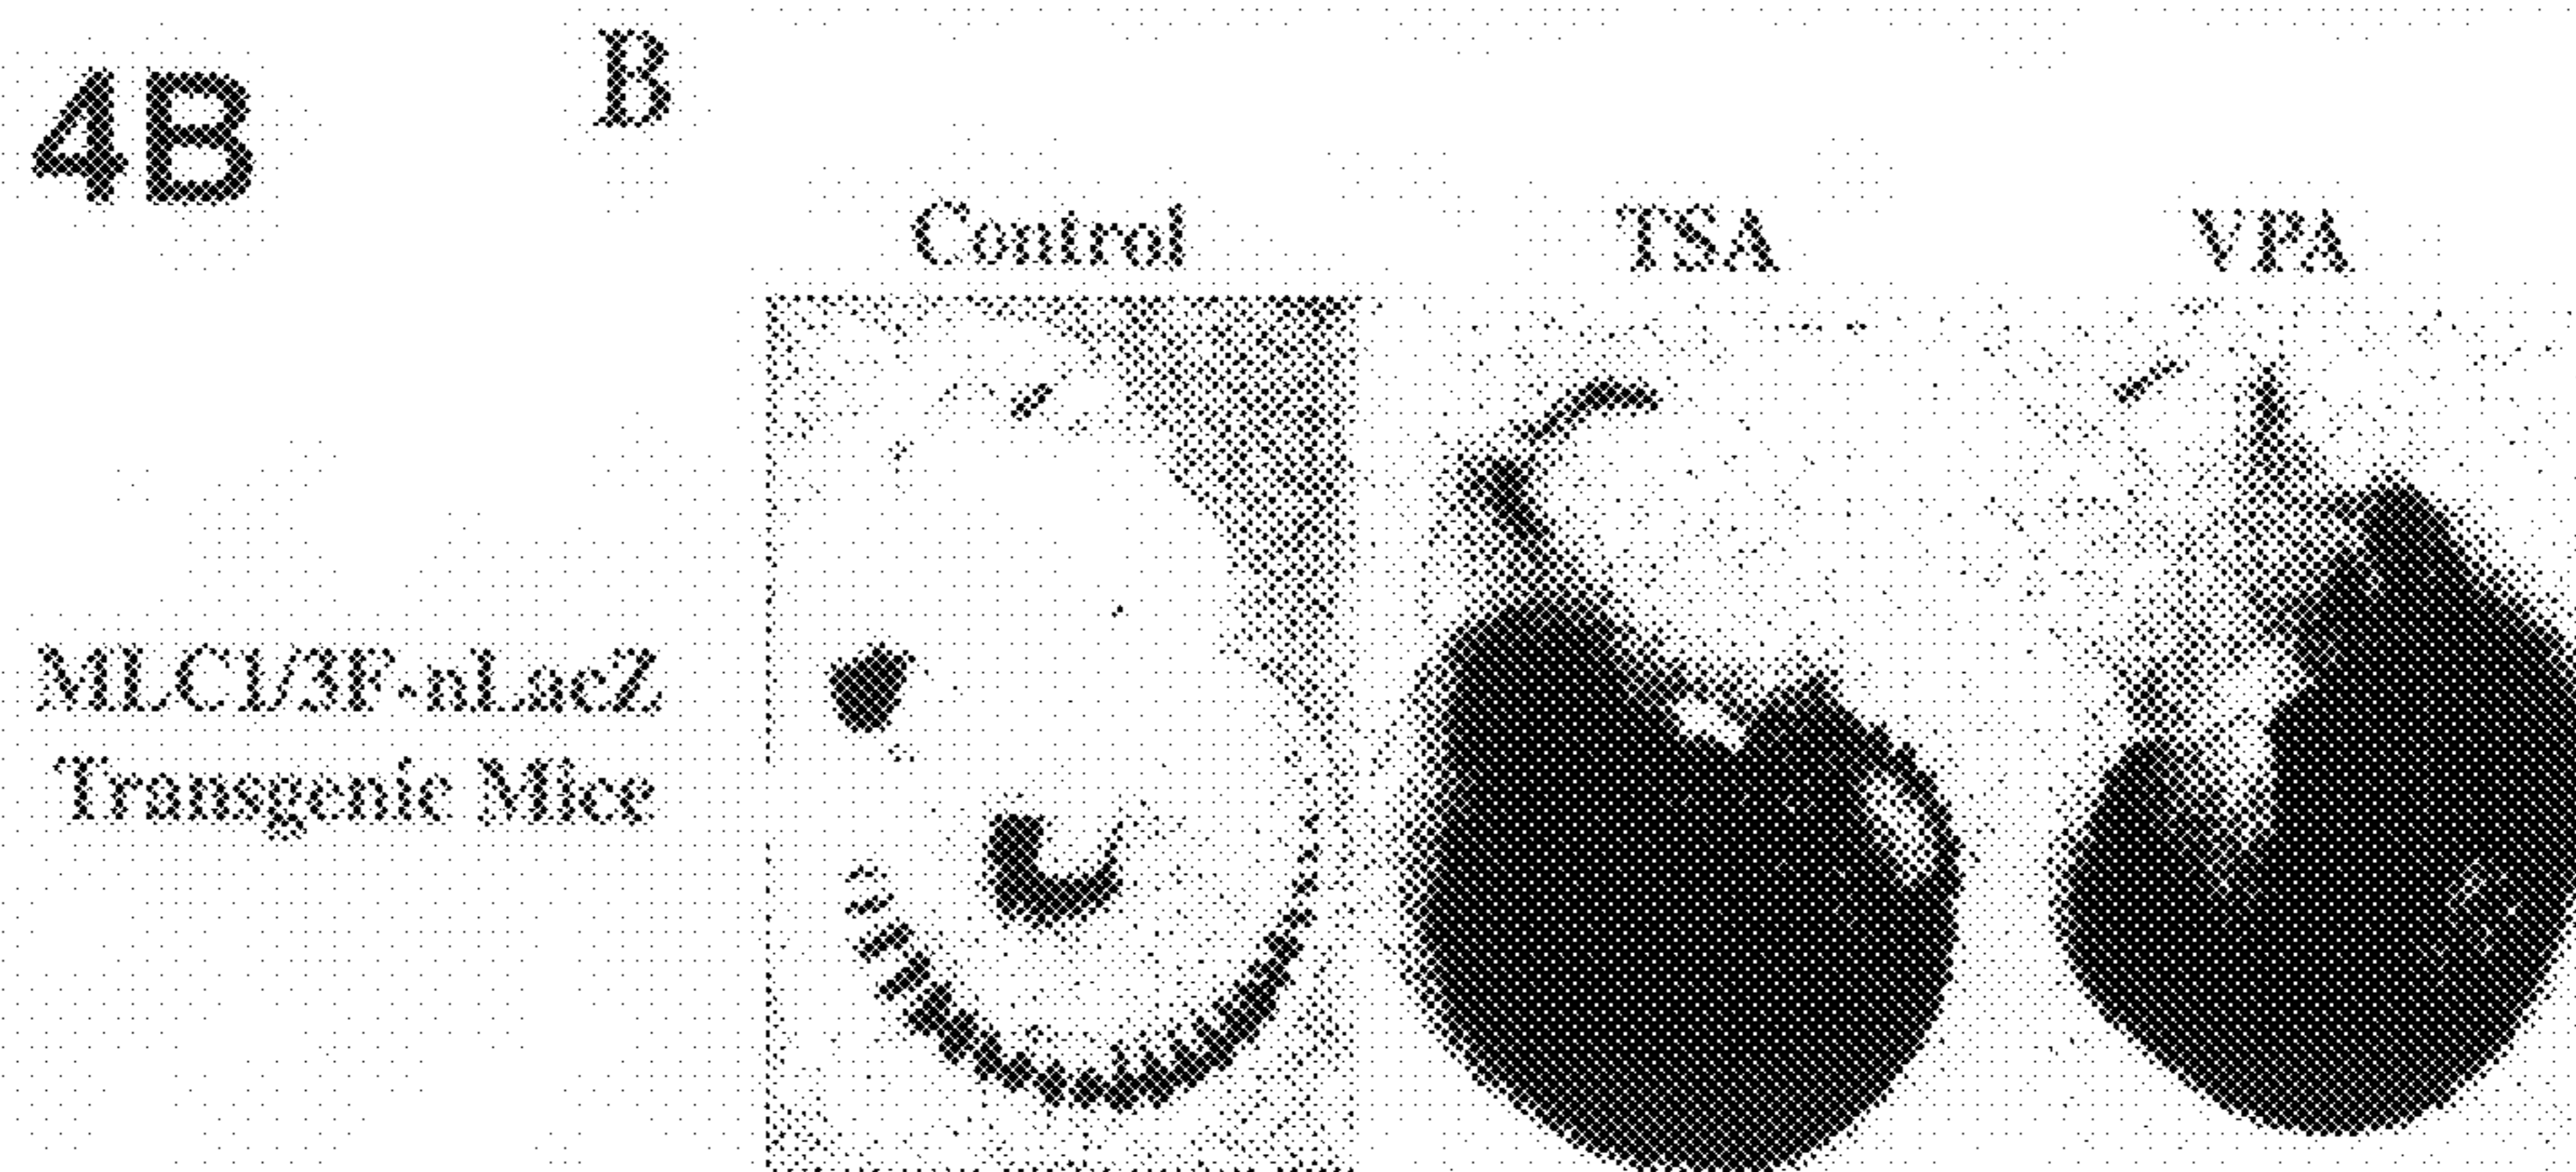 4B
B
Control TSA VPA
MLC1/3F-nLacZ
Transgenic Mice